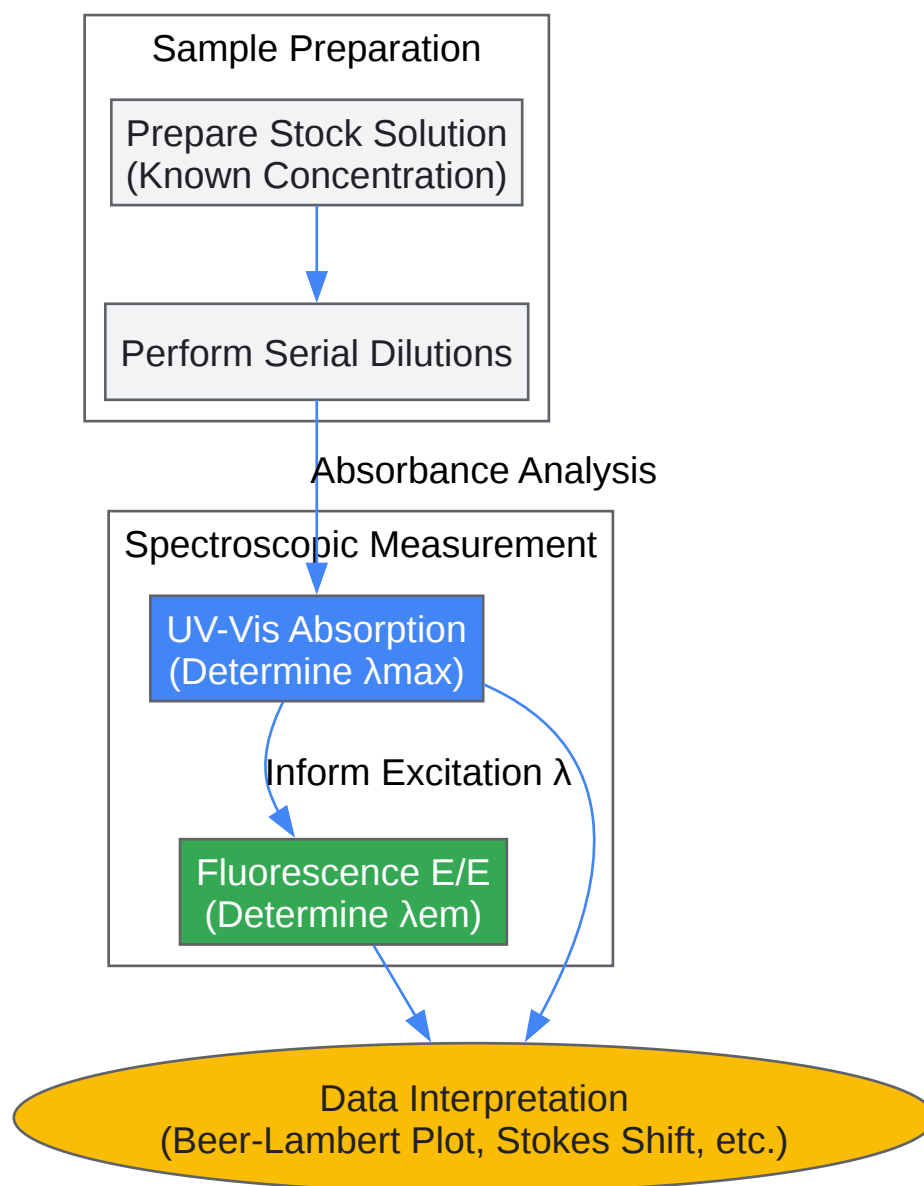 Sample Preparation
Prepare Stock Solution
(Known Concentration)
Perform Serial Dilutions
Absorbance Analysis
Spectroscopic Measurement
UV-Vis Absorption
(Determine λmax)
Inform Excitation λ
Fluorescence E/E
(Determine λem)
Data Interpretation
(Beer-Lambert Plot, Stokes Shift, etc.)